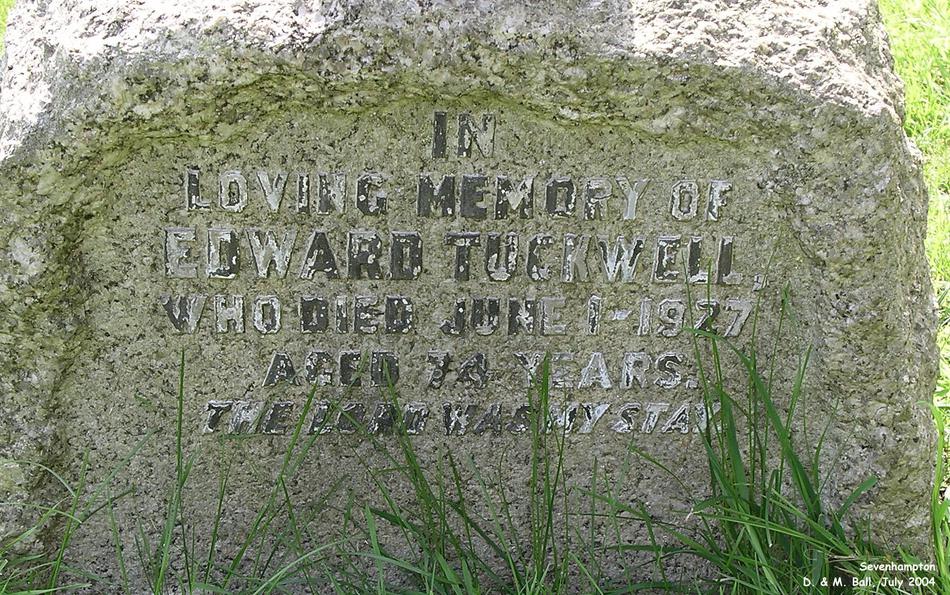 IN
LOVING MEMORY OF
EDWARD TUCKWELL,
WHO DIED JUNE 1-1927
AGED 74 YEARS.
THE LORD WAS MY STAY
Sevenhampton
D. & M. Ball, July 2004